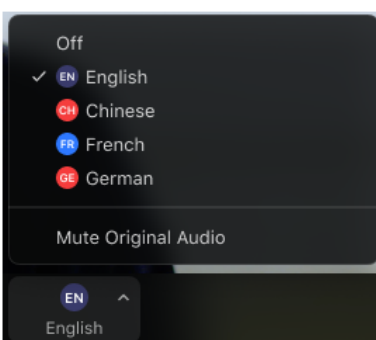 Off
EN English
CH Chinese
FR French
GE German
Mute Original Audio
EN
English